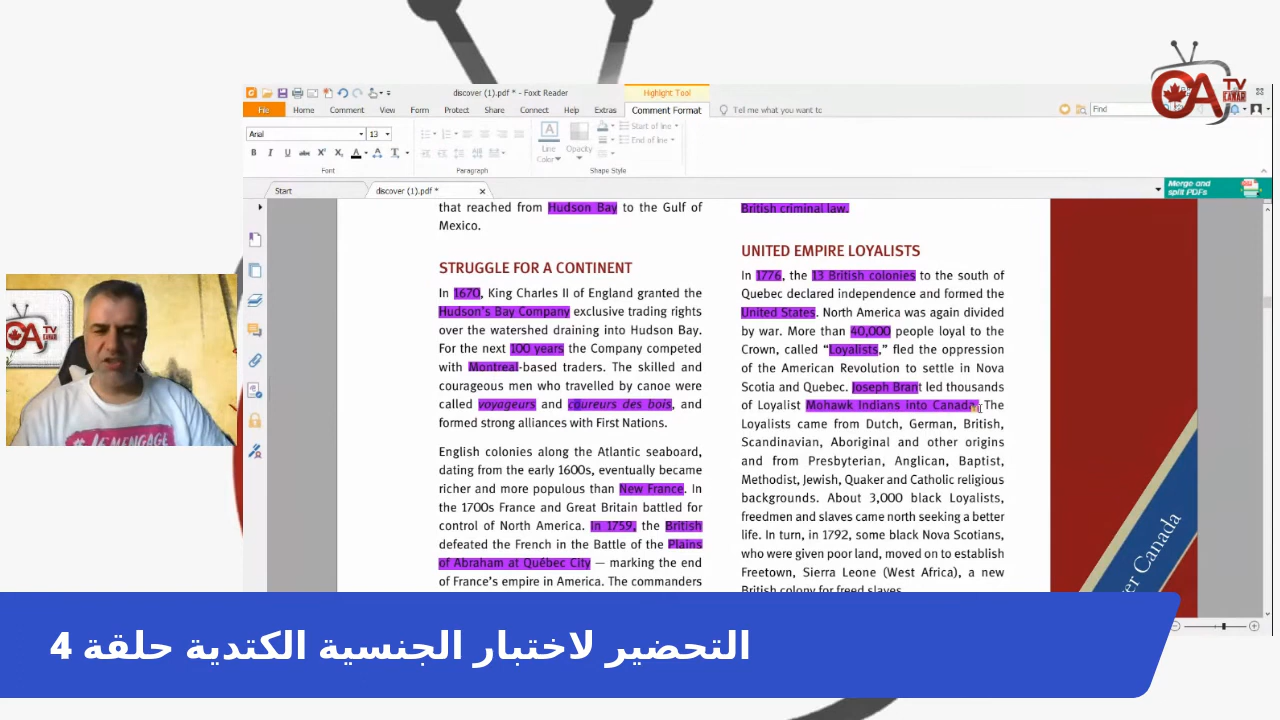 discover (1).pdf * - Foxit Reader
Highlight Tool
File Home Comment View Form Protect Share Connect Help Extras Comment Format Tell me what you want tc Find
Arial 13
Line Color
Opacity
Start of line
End of line
Font Paragraph Shape Style
Start discover (1).pdf *
Merge and split PDFs
that reached from Hudson Bay to the Gulf of
Mexico.
STRUGGLE FOR A CONTINENT
In 1670, King Charles II of England granted the
Hudson's Bay Company exclusive trading rights
over the watershed draining into Hudson Bay.
For the next 100 years the Company competed
with Montreal-based traders. The skilled and
courageous men who travelled by canoe were
called voyageurs and coureurs des bois, and
formed strong alliances with First Nations.
English colonies along the Atlantic seaboard,
dating from the early 1600s, eventually became
richer and more populous than New France. In
the 1700s France and Great Britain battled for
control of North America. In 1759, the British
defeated the French in the Battle of the Plains
of Abraham at Québec City — marking the end
of France's empire in America. The commanders
British criminal law.
UNITED EMPIRE LOYALISTS
In 1776, the 13 British colonies to the south of
Quebec declared independence and formed the
United States. North America was again divided
by war. More than 40,000 people loyal to the
Crown, called “Loyalists,” fled the oppression
of the American Revolution to settle in Nova
Scotia and Quebec. Joseph Brant led thousands
of Loyalist Mohawk Indians into Canada. The
Loyalists came from Dutch, German, British,
Scandinavian, Aboriginal and other origins
and from Presbyterian, Anglican, Baptist,
Methodist, Jewish, Quaker and Catholic religious
backgrounds. About 3,000 black Loyalists,
freedmen and slaves came north seeking a better
life. In turn, in 1792, some black Nova Scotians,
who were given poor land, moved on to establish
Freetown, Sierra Leone (West Africa), a new
British colony for freed slaves.
er Canada
TV
#JEMENGAGE
التحضير لاختبار الجنسية الكتدية حلقة 4